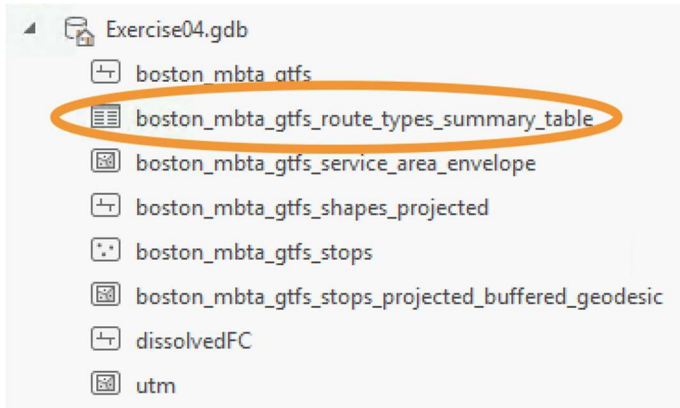 Exercise04.gdb
boston_mbta_gtfs
boston_mbta_gtfs_route_types_summary_table
boston_mbta_gtfs_service_area_envelope
boston_mbta_gtfs_shapes_projected
boston_mbta_gtfs_stops
boston_mbta_gtfs_stops_projected_buffered_geodesic
dissolvedFC
utm